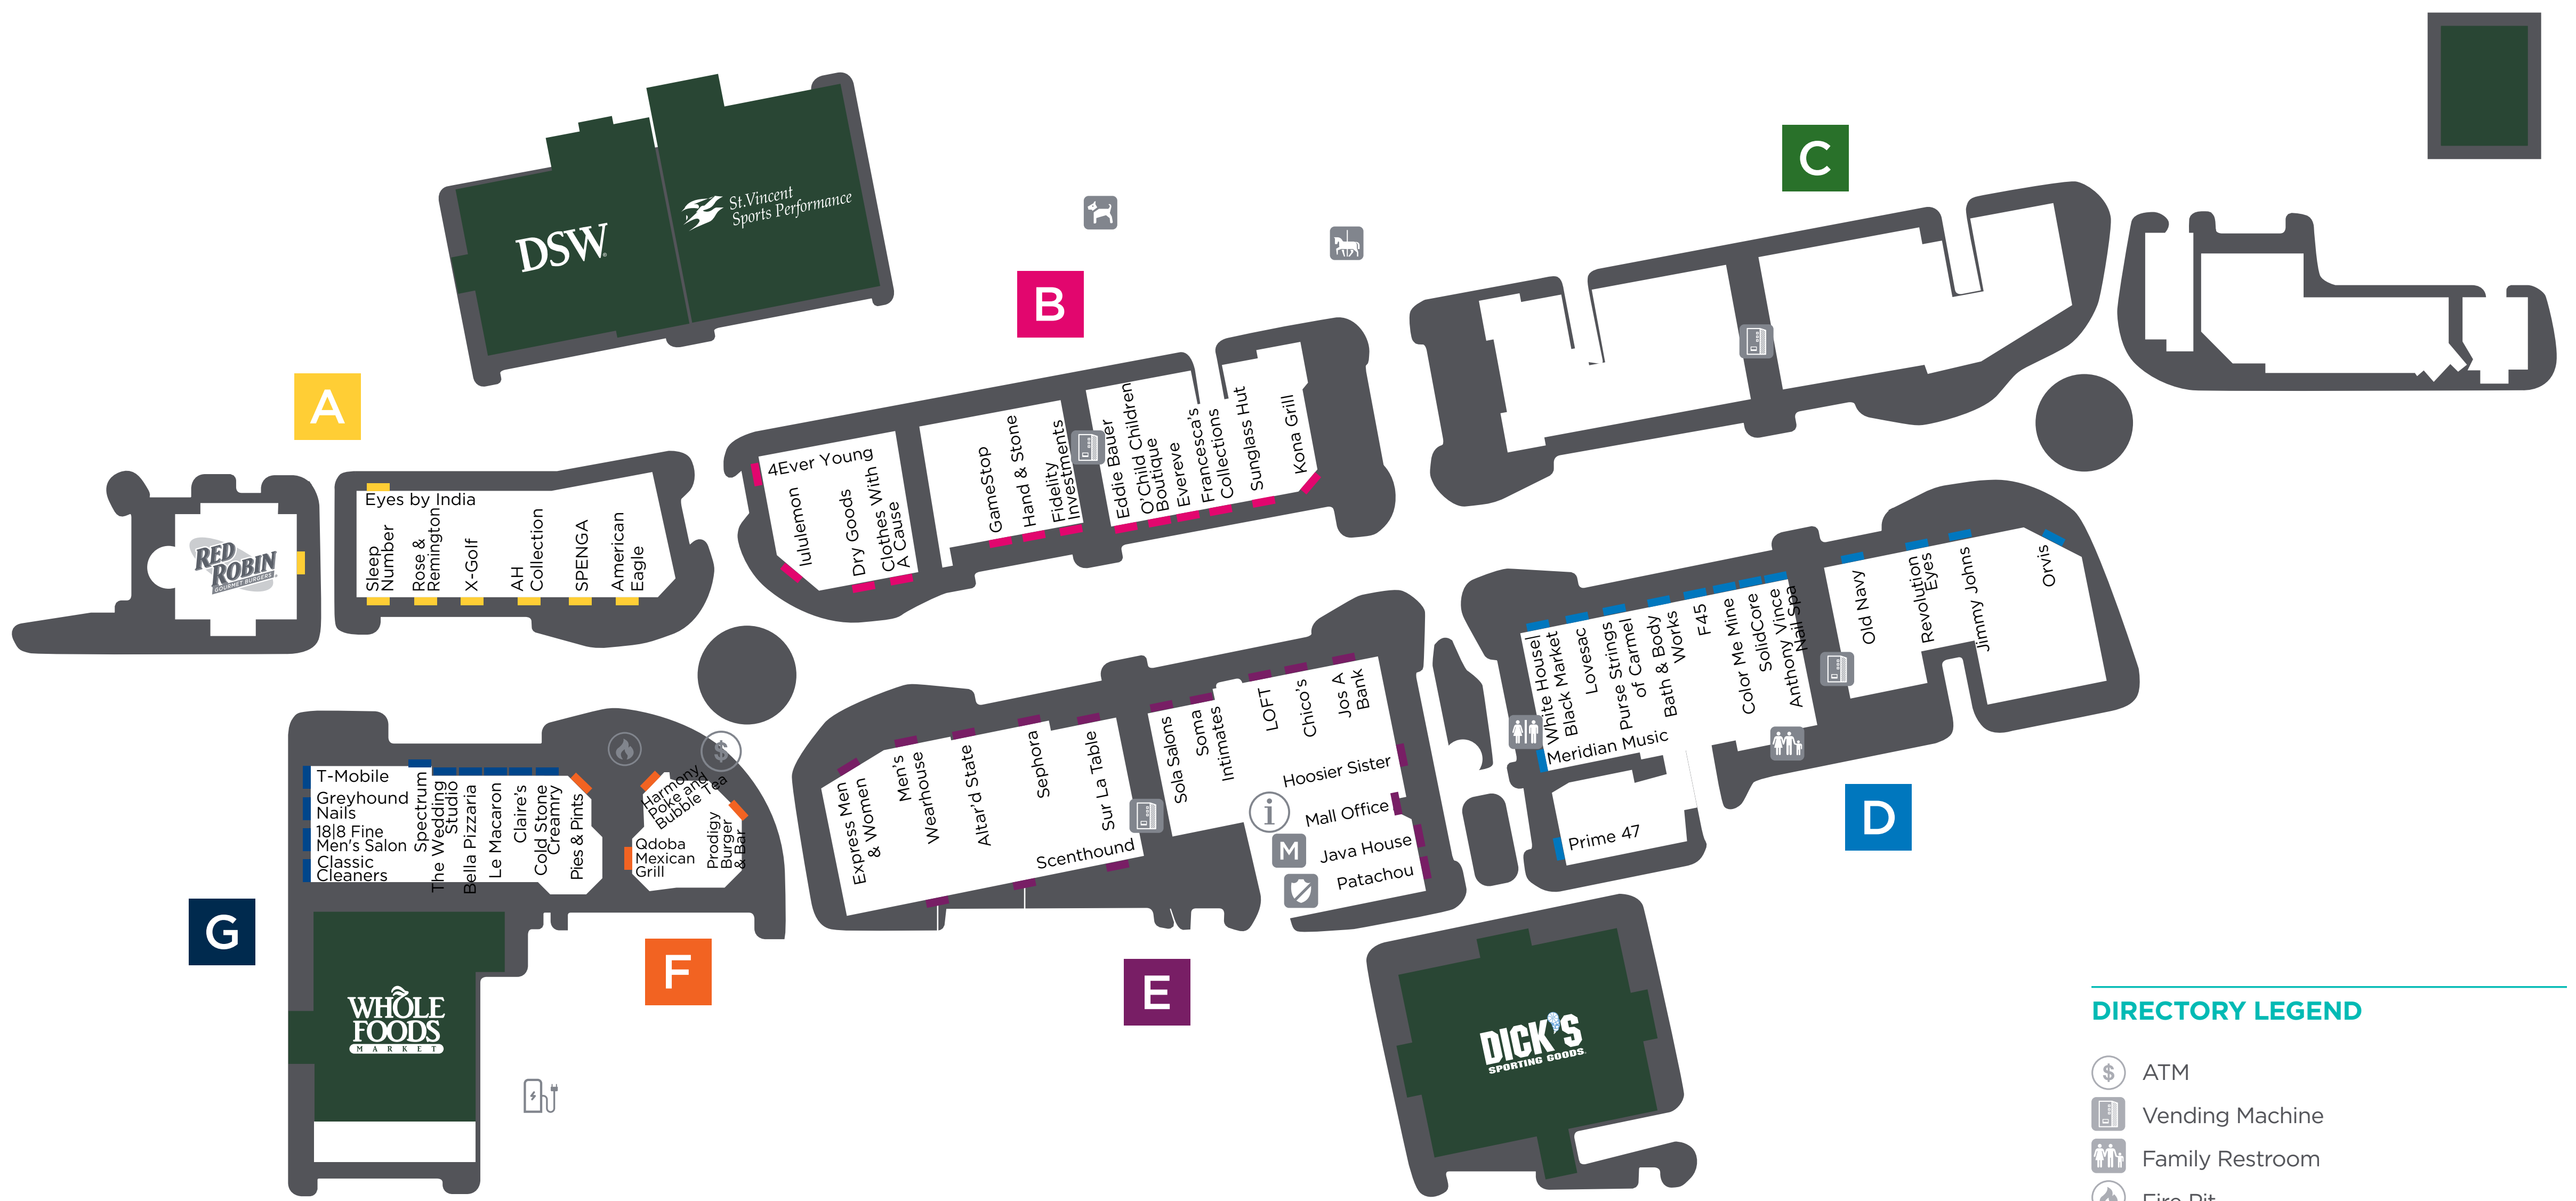 C
DSW
St.Vincent
Sports Performance
B
A
RED
ROBIN
GOURMET BURGERS
Eyes by India
Sleep
Number
Rose &
Remington
X-Golf
AH
Collection
SPENGA
American
Eagle
4Ever Young
lululemon
Dry Goods
Clothes With
A Cause
GameStop
Hand & Stone
Fidelity
Investments
Eddie Bauer
O'Child Children
Boutique
Evereve
Francesca's
Collections
Sunglass Hut
Kona Grill
White House|
Black Market
Lovesac
Purse Strings
of Carmel
Bath & Body
Works
F45
Color Me Mine
SolidCore
Anthony Vince
Nail Spa
Old Navy
Revolution
Eyes
Jimmy Johns
Orvis
Meridian Music
Prime 47
D
Express Men
& Women
Men's
Wearhouse
Altar'd State
Sephora
Sur La Table
Scenthound
Sola Salons
Soma
Intimates
LOFT
Chico's
Jos A
Bank
Hoosier Sister
i
Mall Office
M
Java House
Patachou
E
T-Mobile
Greyhound
Nails
18|8 Fine
Men's Salon
Classic
Cleaners
Spectrum
The Wedding
Studio
Bella Pizzaria
Le Macaron
Claire's
Cold Stone
Creamry
Pies & Pints
$
Harmony
Poke and
Bubble Tea
Qdoba
Mexican
Grill
Prodigy
Burger
& Bar
G
F
WHOLE
FOODS
MARKET
DICK'S
SPORTING GOODS
DIRECTORY LEGEND
$ ATM
Vending Machine
Family Restroom
Fire Pit